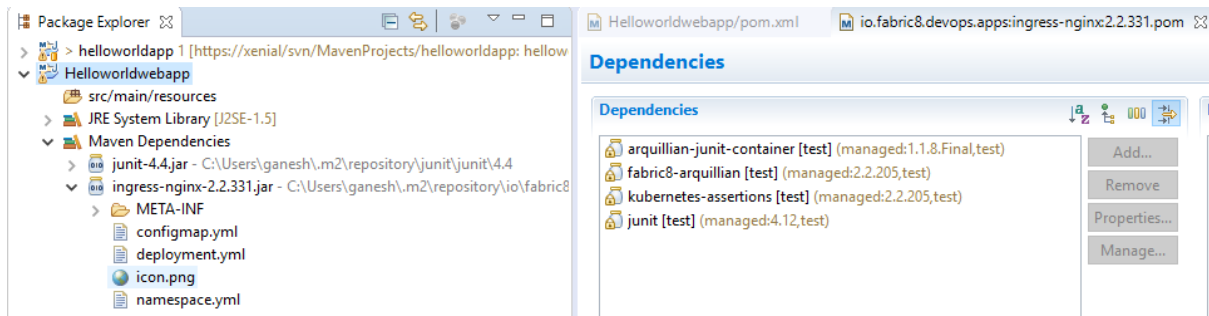 Package Explorer
> helloworldapp 1 [https://xenial/svn/MavenProjects/helloworldapp: hellow
Helloworldwebapp
src/main/resources
JRE System Library [J2SE-1.5]
Maven Dependencies
junit-4.4.jar - C:\Users\ganesh\.m2\repository\junit\junit\4.4
ingress-nginx-2.2.331.jar - C:\Users\ganesh\.m2\repository\io\fabric8
META-INF
configmap.yml
deployment.yml
icon.png
namespace.yml
Helloworldwebapp/pom.xml
io.fabric8.devops.apps:ingress-nginx:2.2.331.pom
Dependencies
Dependencies
arquillian-junit-container [test] (managed:1.1.8.Final,test)
fabric8-arquillian [test] (managed:2.2.205,test)
kubernetes-assertions [test] (managed:2.2.205,test)
junit [test] (managed:4.12,test)
Add...
Remove
Properties...
Manage...